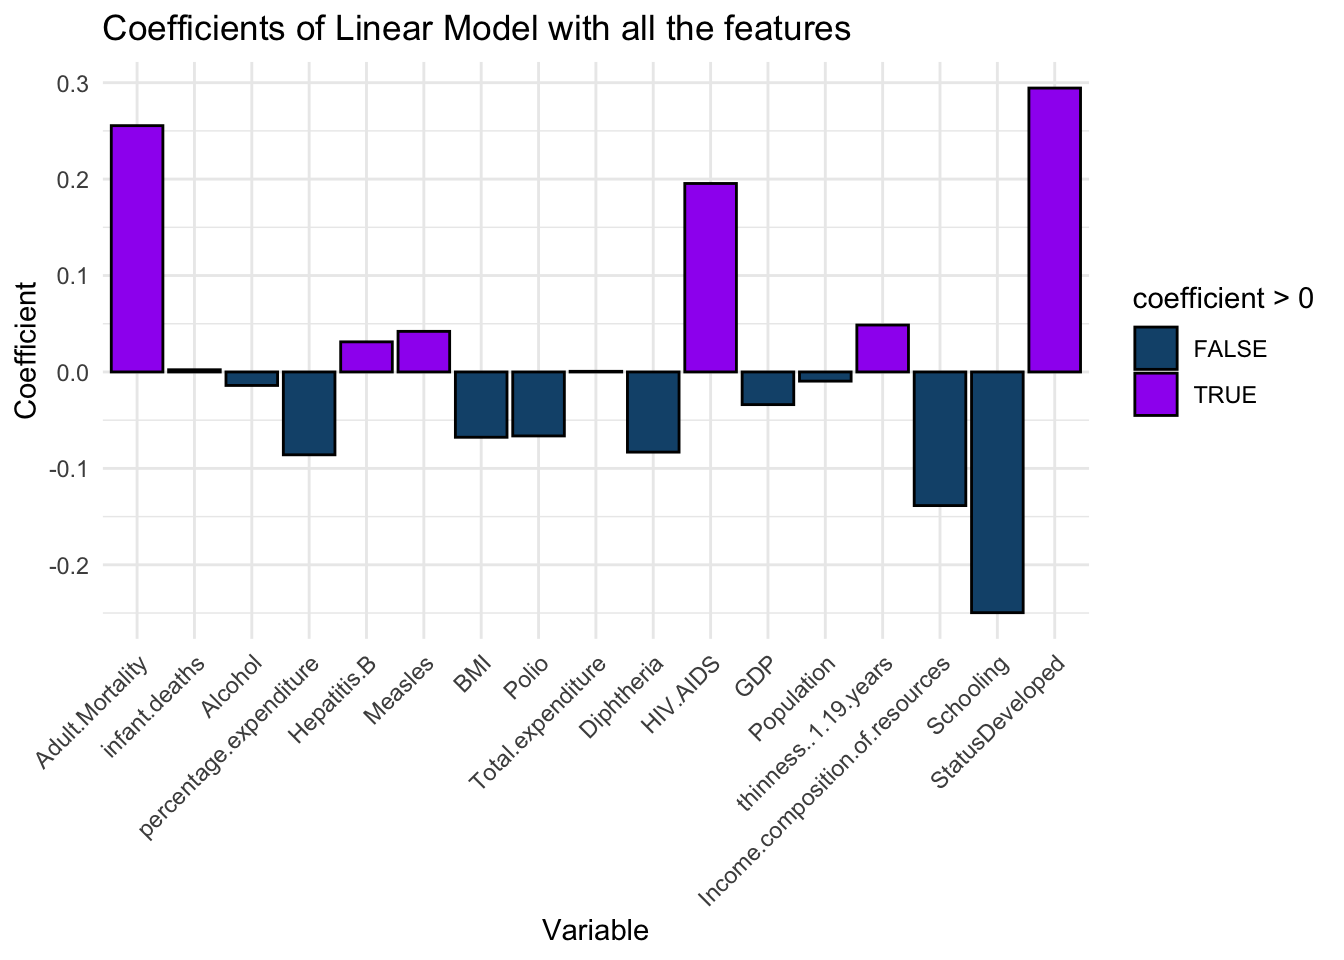 Coefficients of Linear Model with all the features
0.3
0.2
0.1
0.0
-0.1
-0.2
Coefficient
Adult.Mortality
infant.deaths
Alcohol
percentage.expenditure
Hepatitis.B
Measles
BMI
Polio
Total.expenditure
Diphtheria
HIV.AIDS
GDP
Population
thinness..1.19.years
Income.composition.of.resources
Schooling
StatusDeveloped
Variable
coefficient > 0
FALSE
TRUE